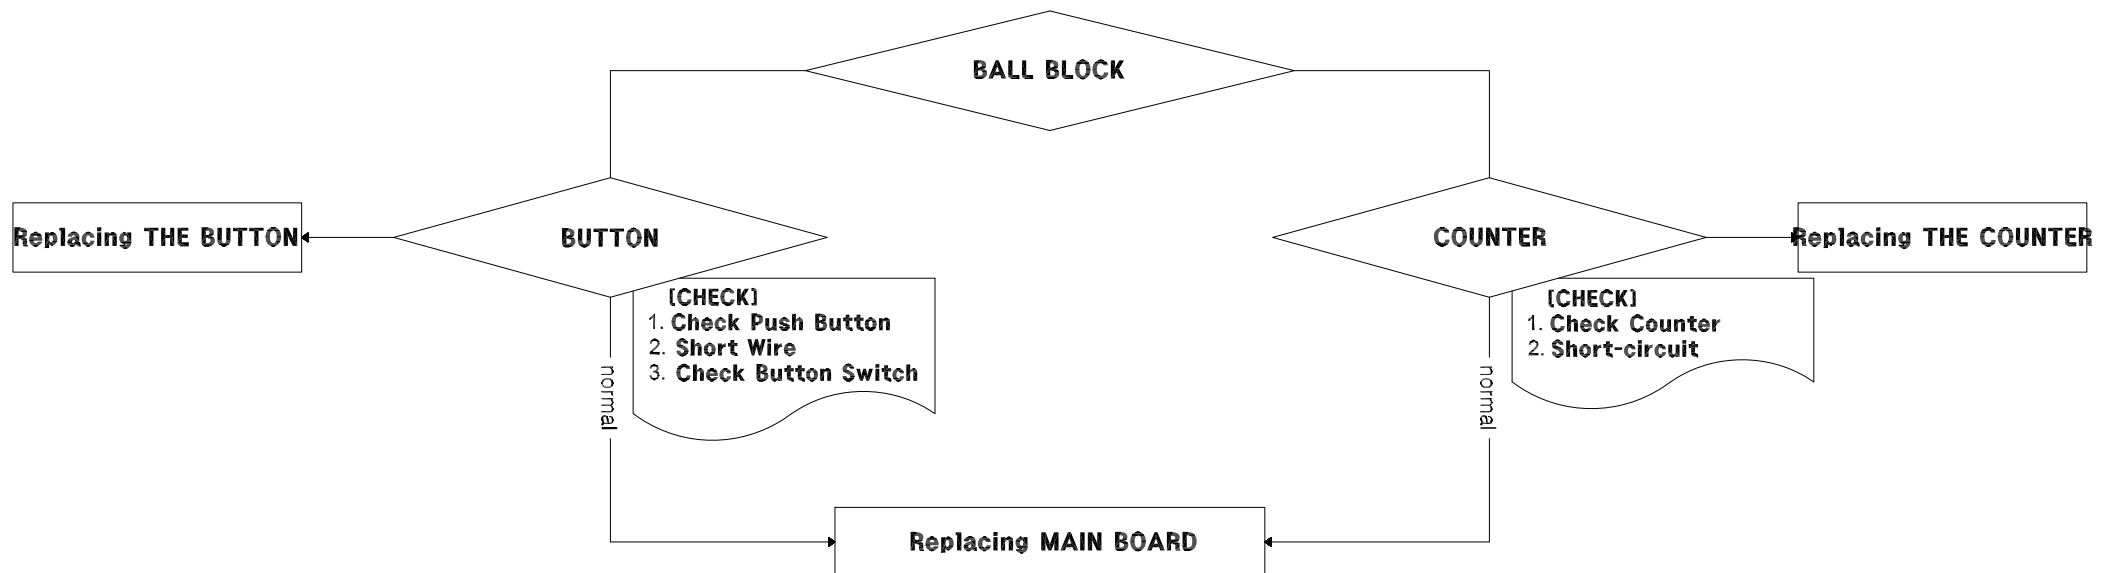 BALL BLOCK
Replacing THE BUTTON
BUTTON
COUNTER
Replacing THE COUNTER
[CHECK]
1. Check Push Button
2. Short Wire
3. Check Button Switch
[CHECK]
1. Check Counter
2. Short-circuit
normal
normal
Replacing MAIN BOARD